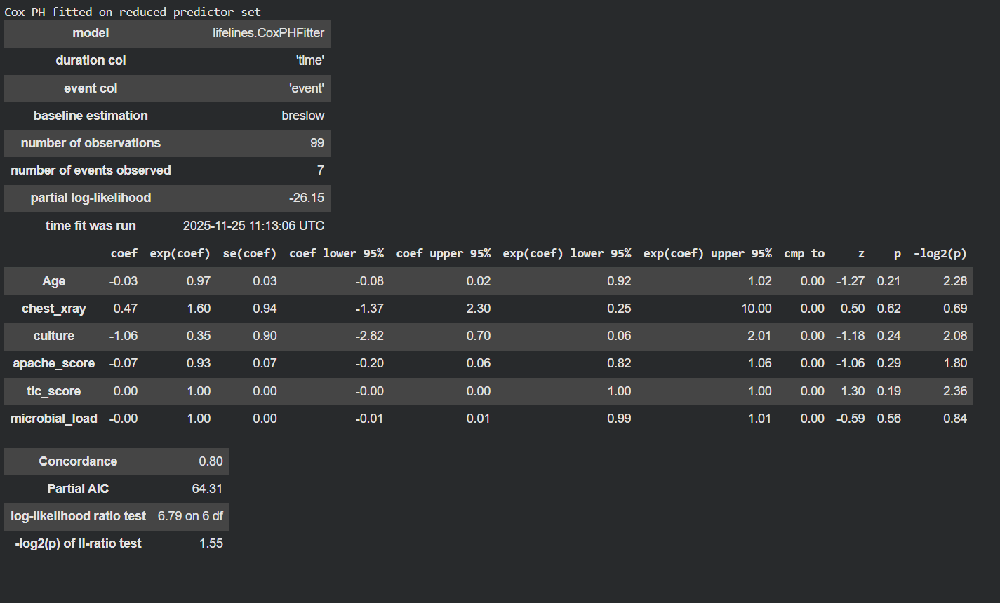 Cox PH fitted on reduced predictor set
model lifelines.CoxPHFitter
duration col 'time'
event col 'event'
baseline estimation breslow
number of observations 99
number of events observed 7
partial log-likelihood -26.15
time fit was run 2025-11-25 11:13:06 UTC
coef exp(coef) se(coef) coef lower 95% coef upper 95% exp(coef) lower 95% exp(coef) upper 95% cmp to z p -log2(p)
Age -0.03 0.97 0.03 -0.08 0.02 0.92 1.02 0.00 -1.27 0.21 2.28
chest_xray 0.47 1.60 0.94 -1.37 2.30 0.25 10.00 0.00 0.50 0.62 0.69
culture -1.06 0.35 0.90 -2.82 0.70 0.06 2.01 0.00 -1.18 0.24 2.08
apache_score -0.07 0.93 0.07 -0.20 0.06 0.82 1.06 0.00 -1.06 0.29 1.80
tlc_score 0.00 1.00 0.00 -0.00 0.00 1.00 1.00 0.00 1.30 0.19 2.36
microbial_load -0.00 1.00 0.00 -0.01 0.01 0.99 1.01 0.00 -0.59 0.56 0.84
Concordance 0.80
Partial AIC 64.31
log-likelihood ratio test 6.79 on 6 df
-log2(p) of ll-ratio test 1.55